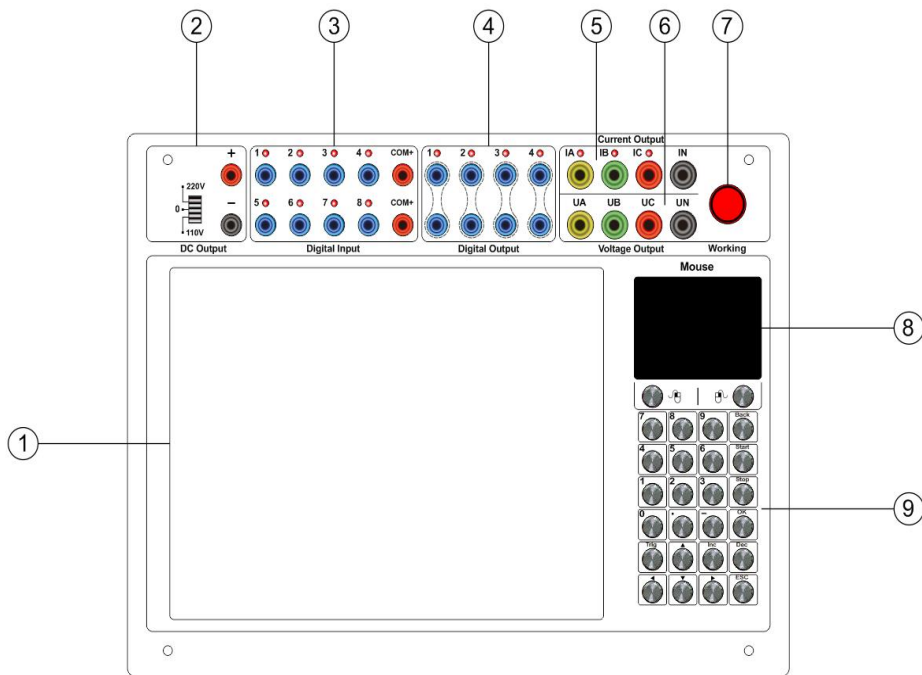 2 3 4 5 6 7
Current Output
+ 1 2 3 4 COM+ 1 2 3 4 IA IB IC IN
220V
0
110V
− 5 6 7 8 COM+ UA UB UC UN
DC Output Digital Input Digital Output Voltage Output Working
Mouse
8
1
7 8 9 Back
4 5 6 Start
1 2 3 Stop
0 . − OK
9
Trig ▲ Inc Dec
◄ ▼ ► ESC